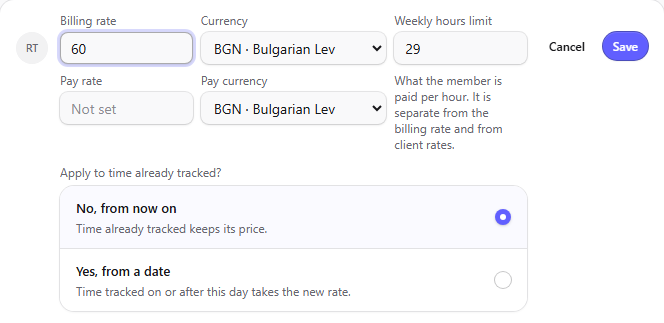 Billing rate
Currency
Weekly hours limit
RT
60
BGN · Bulgarian Lev
29
Cancel
Save
Pay rate
Pay currency
What the member is
paid per hour. It is
separate from the
billing rate and from
client rates.
Not set
BGN · Bulgarian Lev
Apply to time already tracked?
No, from now on
Time already tracked keeps its price.
Yes, from a date
Time tracked on or after this day takes the new rate.